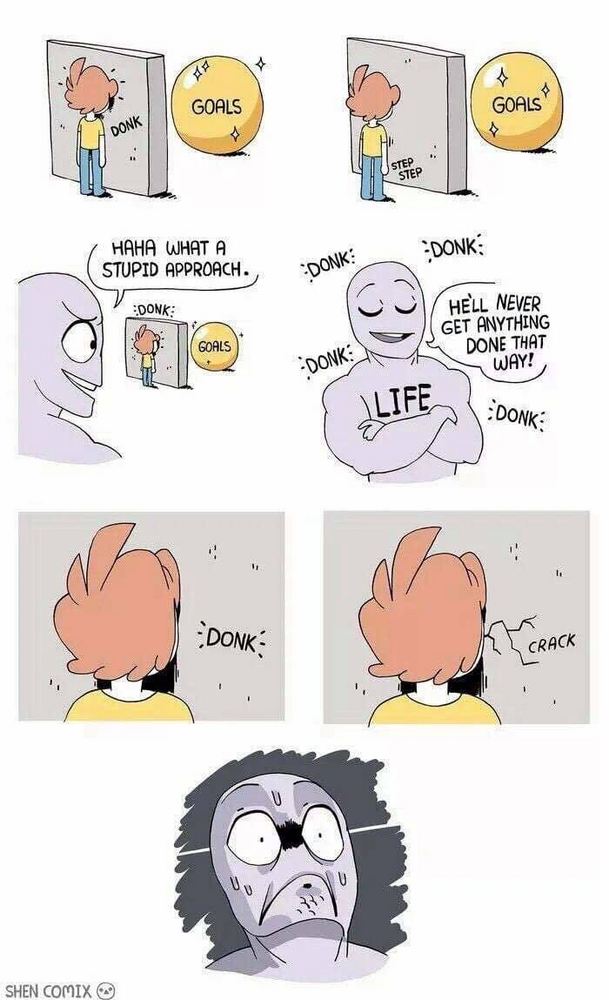 DONK
GOALS
STEP
STEP
GOALS
HAHA WHAT A
STUPID APPROACH.
DONK
GOALS
DONK
DONK
HE'LL NEVER
GET ANYTHING
DONE THAT
WAY!
DONK
LIFE
DONK
DONK
CRACK
SHEN COMIX